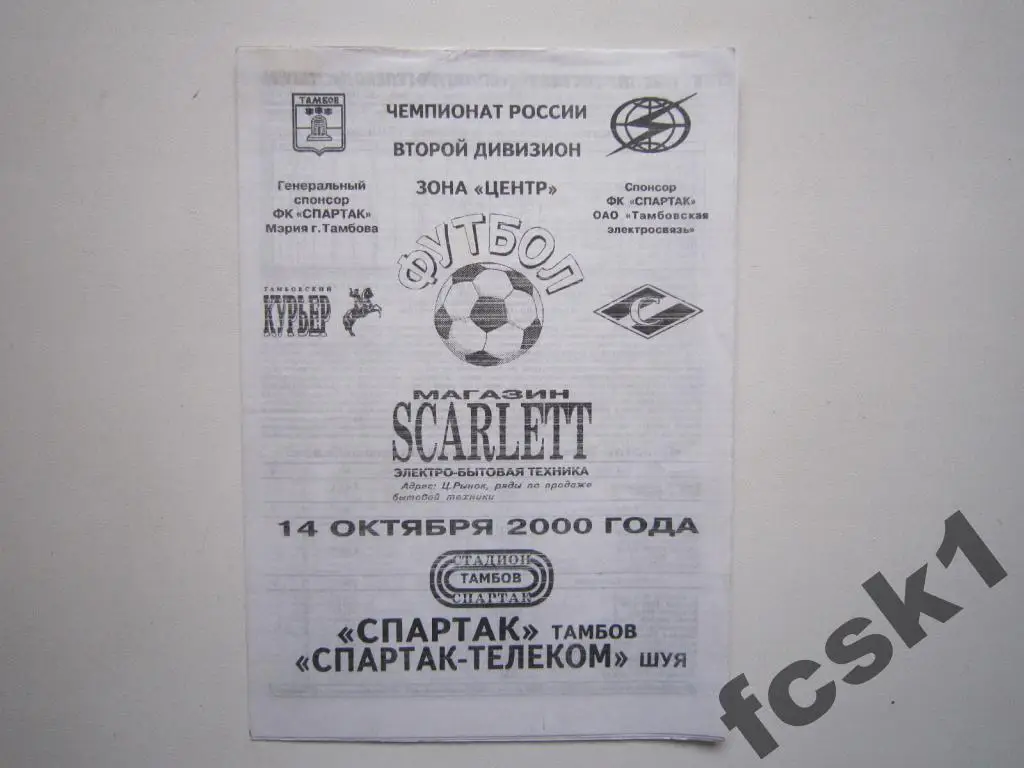 ТАМБОВ
ЧЕМПИОНАТ РОССИИ
ВТОРОЙ ДИВИЗИОН
ЗОНА «ЦЕНТР»
Генеральный
спонсор
ФК «СПАРТАК»
Мэрия г.Тамбова
Спонсор
ФК «СПАРТАК»
ОАО «Тамбовская
электросвязь»
ФУТБОЛ
ТАМБОВСКИЙ
КУРЬЕР
С
МАГАЗИН
SCARLETT
ЭЛЕКТРО-БЫТОВАЯ ТЕХНИКА
Адрес: Ц.Рынок, ряды по продаже
бытовой техники
14 ОКТЯБРЯ 2000 ГОДА
СТАДИОН
ТАМБОВ
СПАРТАК
«СПАРТАК» ТАМБОВ
«СПАРТАК-ТЕЛЕКОМ» ШУЯ
fcsk1